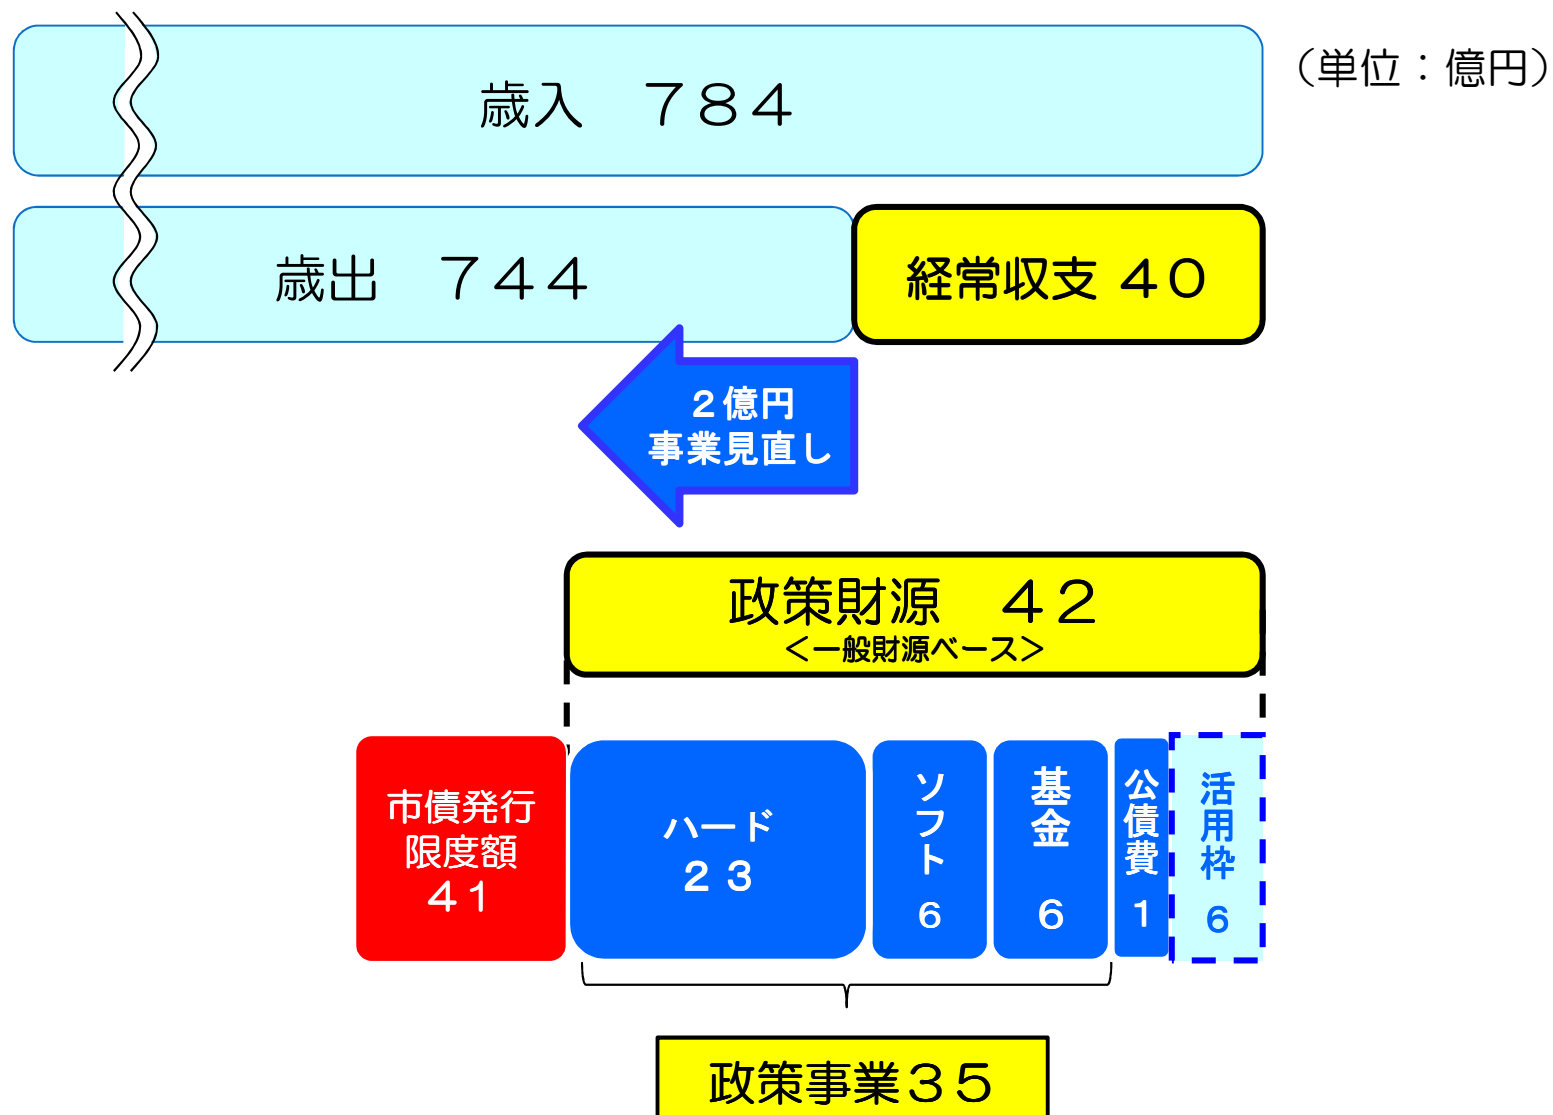 （単位：億円）
歳入　７８４
歳出　７４４
経常収支 ４０
２億円
事業見直し
政策財源　４２
＜一般財源ベース＞
市債発行
限度額
４１
ハード
２３
ソフト
６
基金
６
公債費
１
活用枠
６
政策事業３５